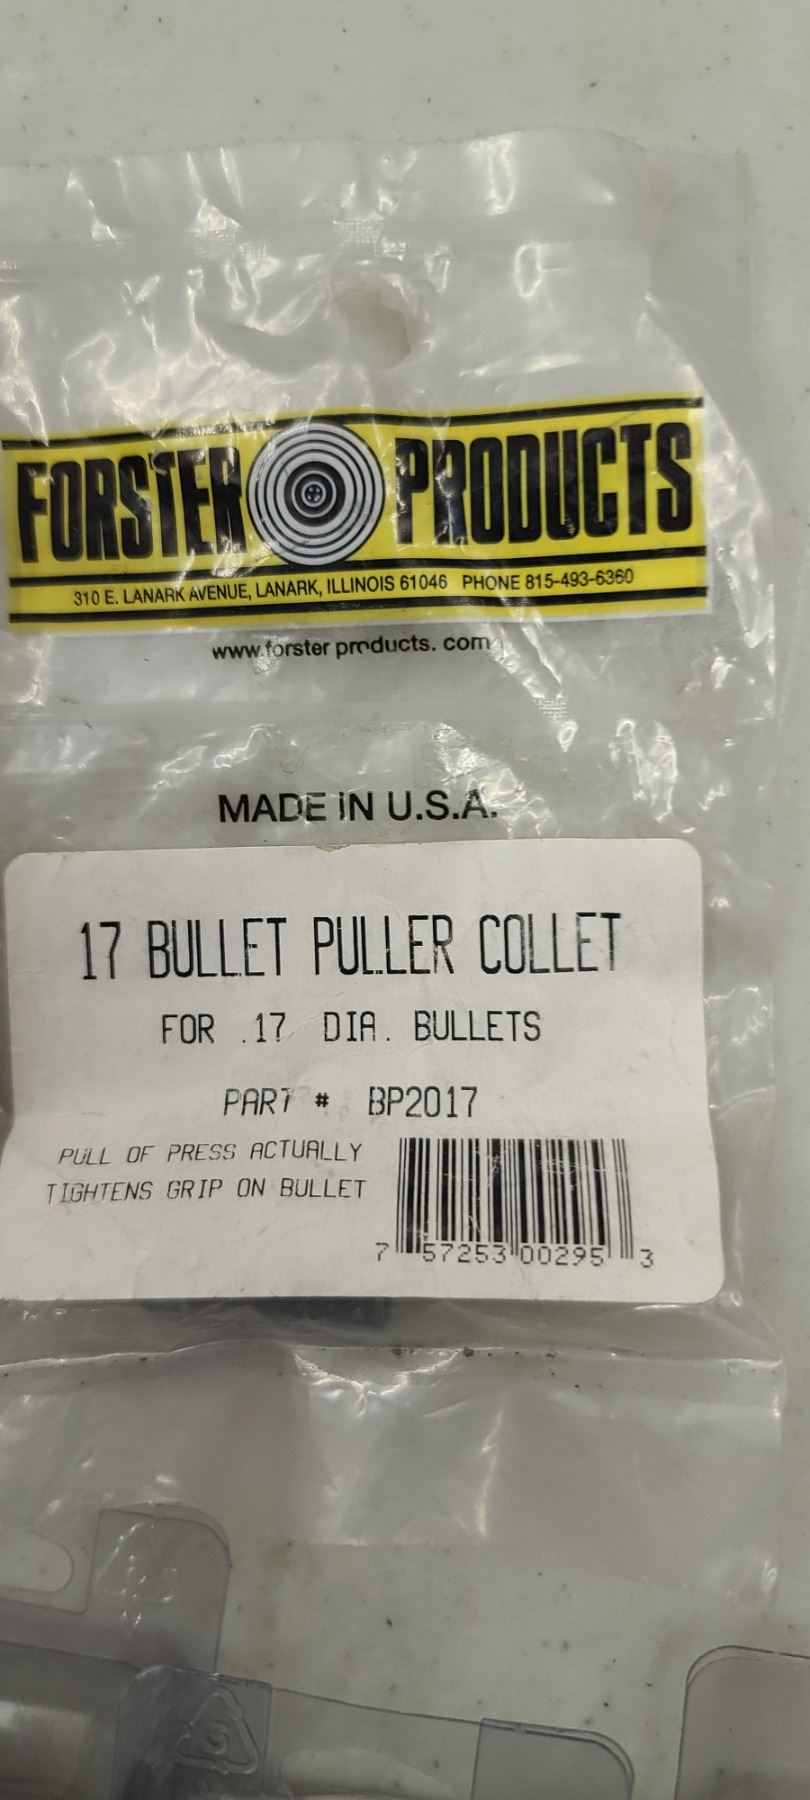 FORSTER PRODUCTS
310 E. LANARK AVENUE, LANARK, ILLINOIS 61046 PHONE 815-493-6360
www.forster products. com
MADE IN U.S.A.
17 BULLET PULLER COLLET
FOR .17 DIA. BULLETS
PART # BP2017
PULL OF PRESS ACTUALLY
TIGHTENS GRIP ON BULLET
7 57253 00295 3